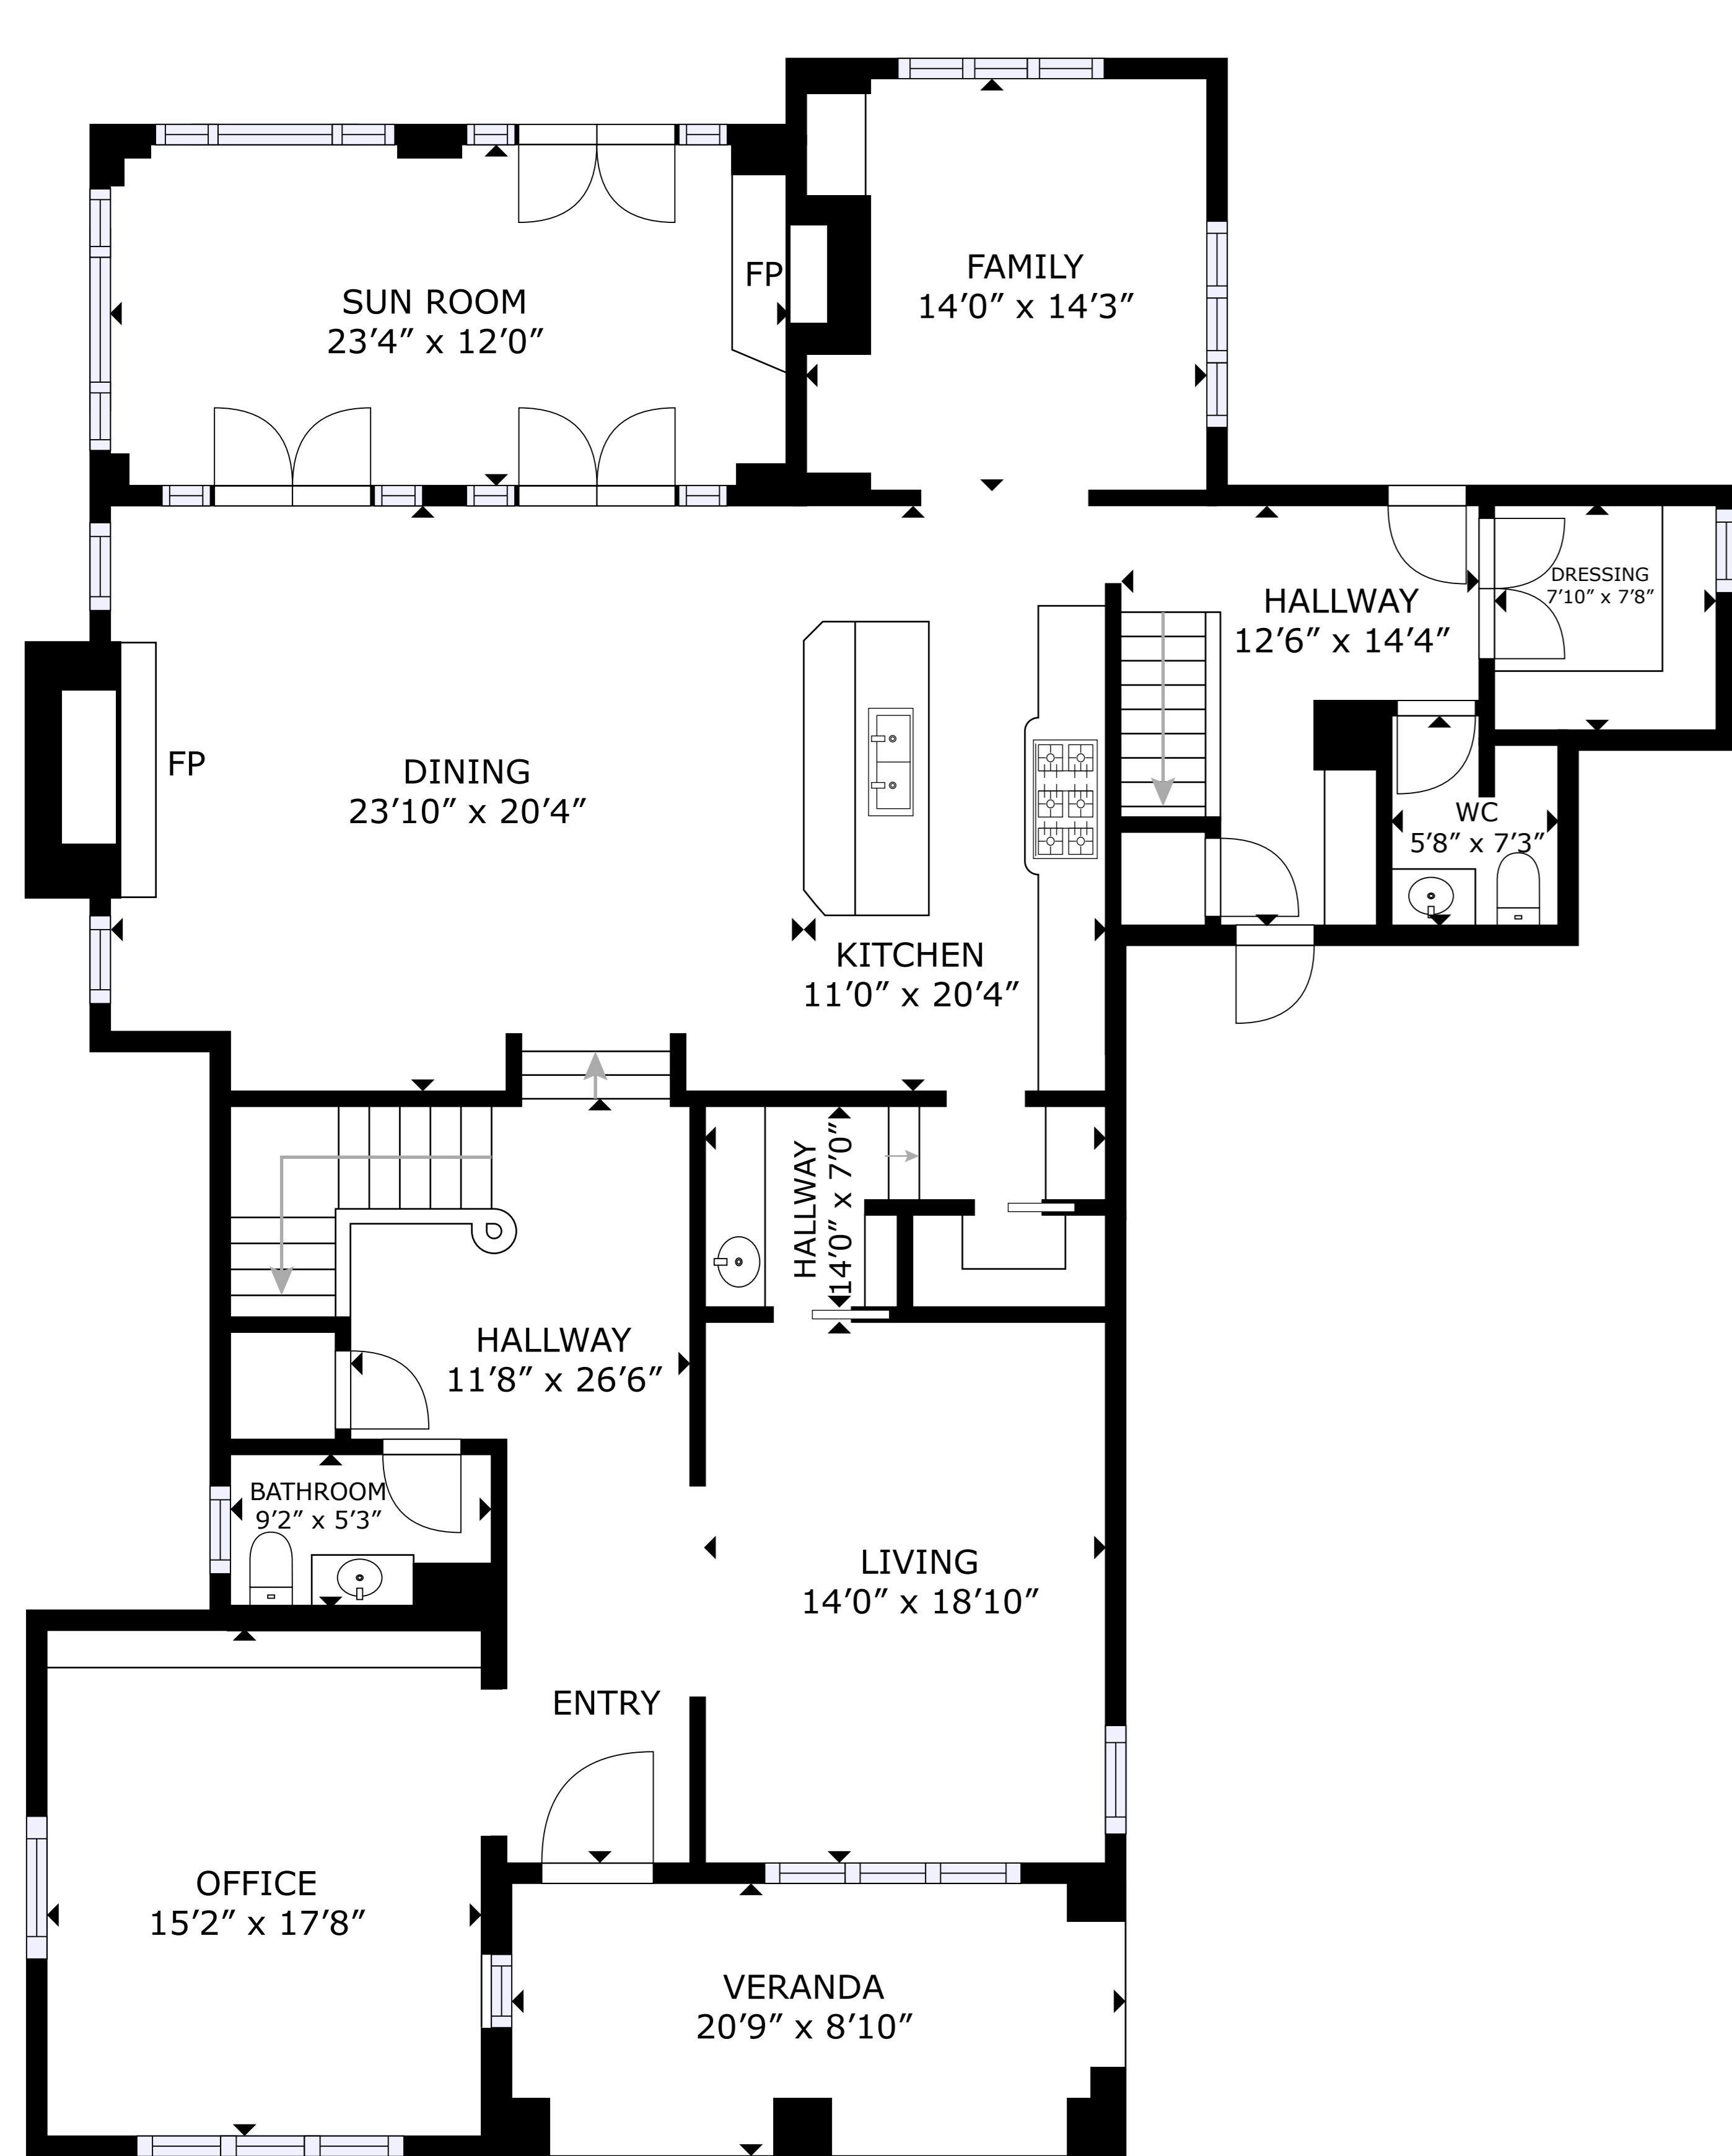 FAMILY
14′0″ x 14′3″
FP
SUN ROOM
23′4″ x 12′0″
DRESSING
7′10″ x 7′8″
HALLWAY
12′6″ x 14′4″
FP
DINING
23′10″ x 20′4″
WC
5′8″ x 7′3″
KITCHEN
11′0″ x 20′4″
HALLWAY
14′0″ x 7′0″
HALLWAY
11′8″ x 26′6″
BATHROOM
9′2″ x 5′3″
LIVING
14′0″ x 18′10″
ENTRY
OFFICE
15′2″ x 17′8″
VERANDA
20′9″ x 8′10″